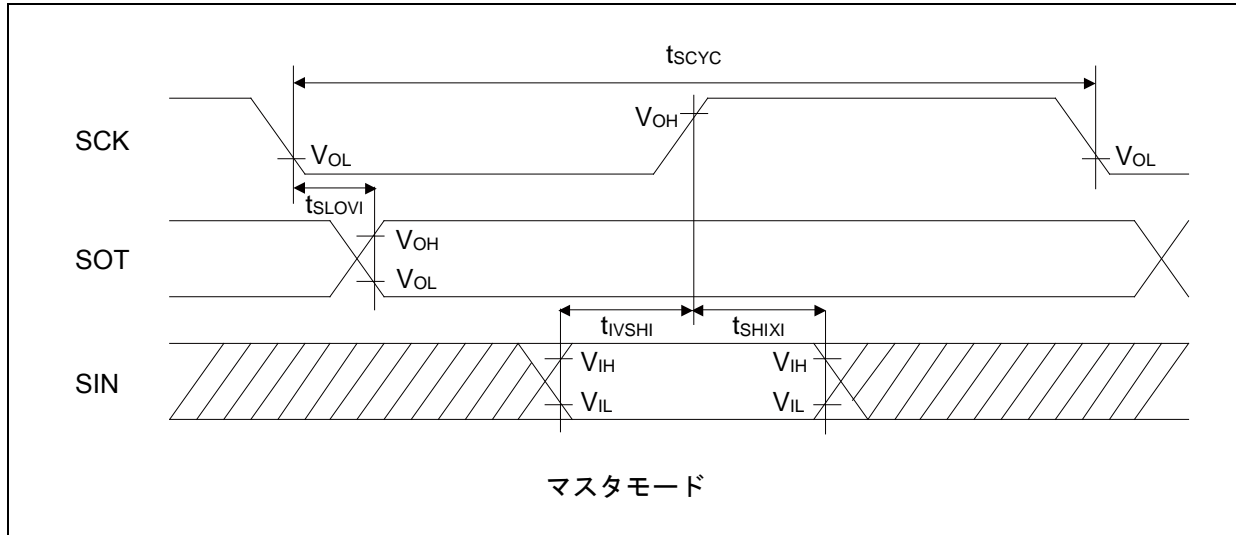 tSCYC
SCK
VOH
VOL
VOL
tSLOVI
SOT
VOH
VOL
tIVSHI
tSHIXI
SIN
VIH
VIH
VIL
VIL
マスタモード